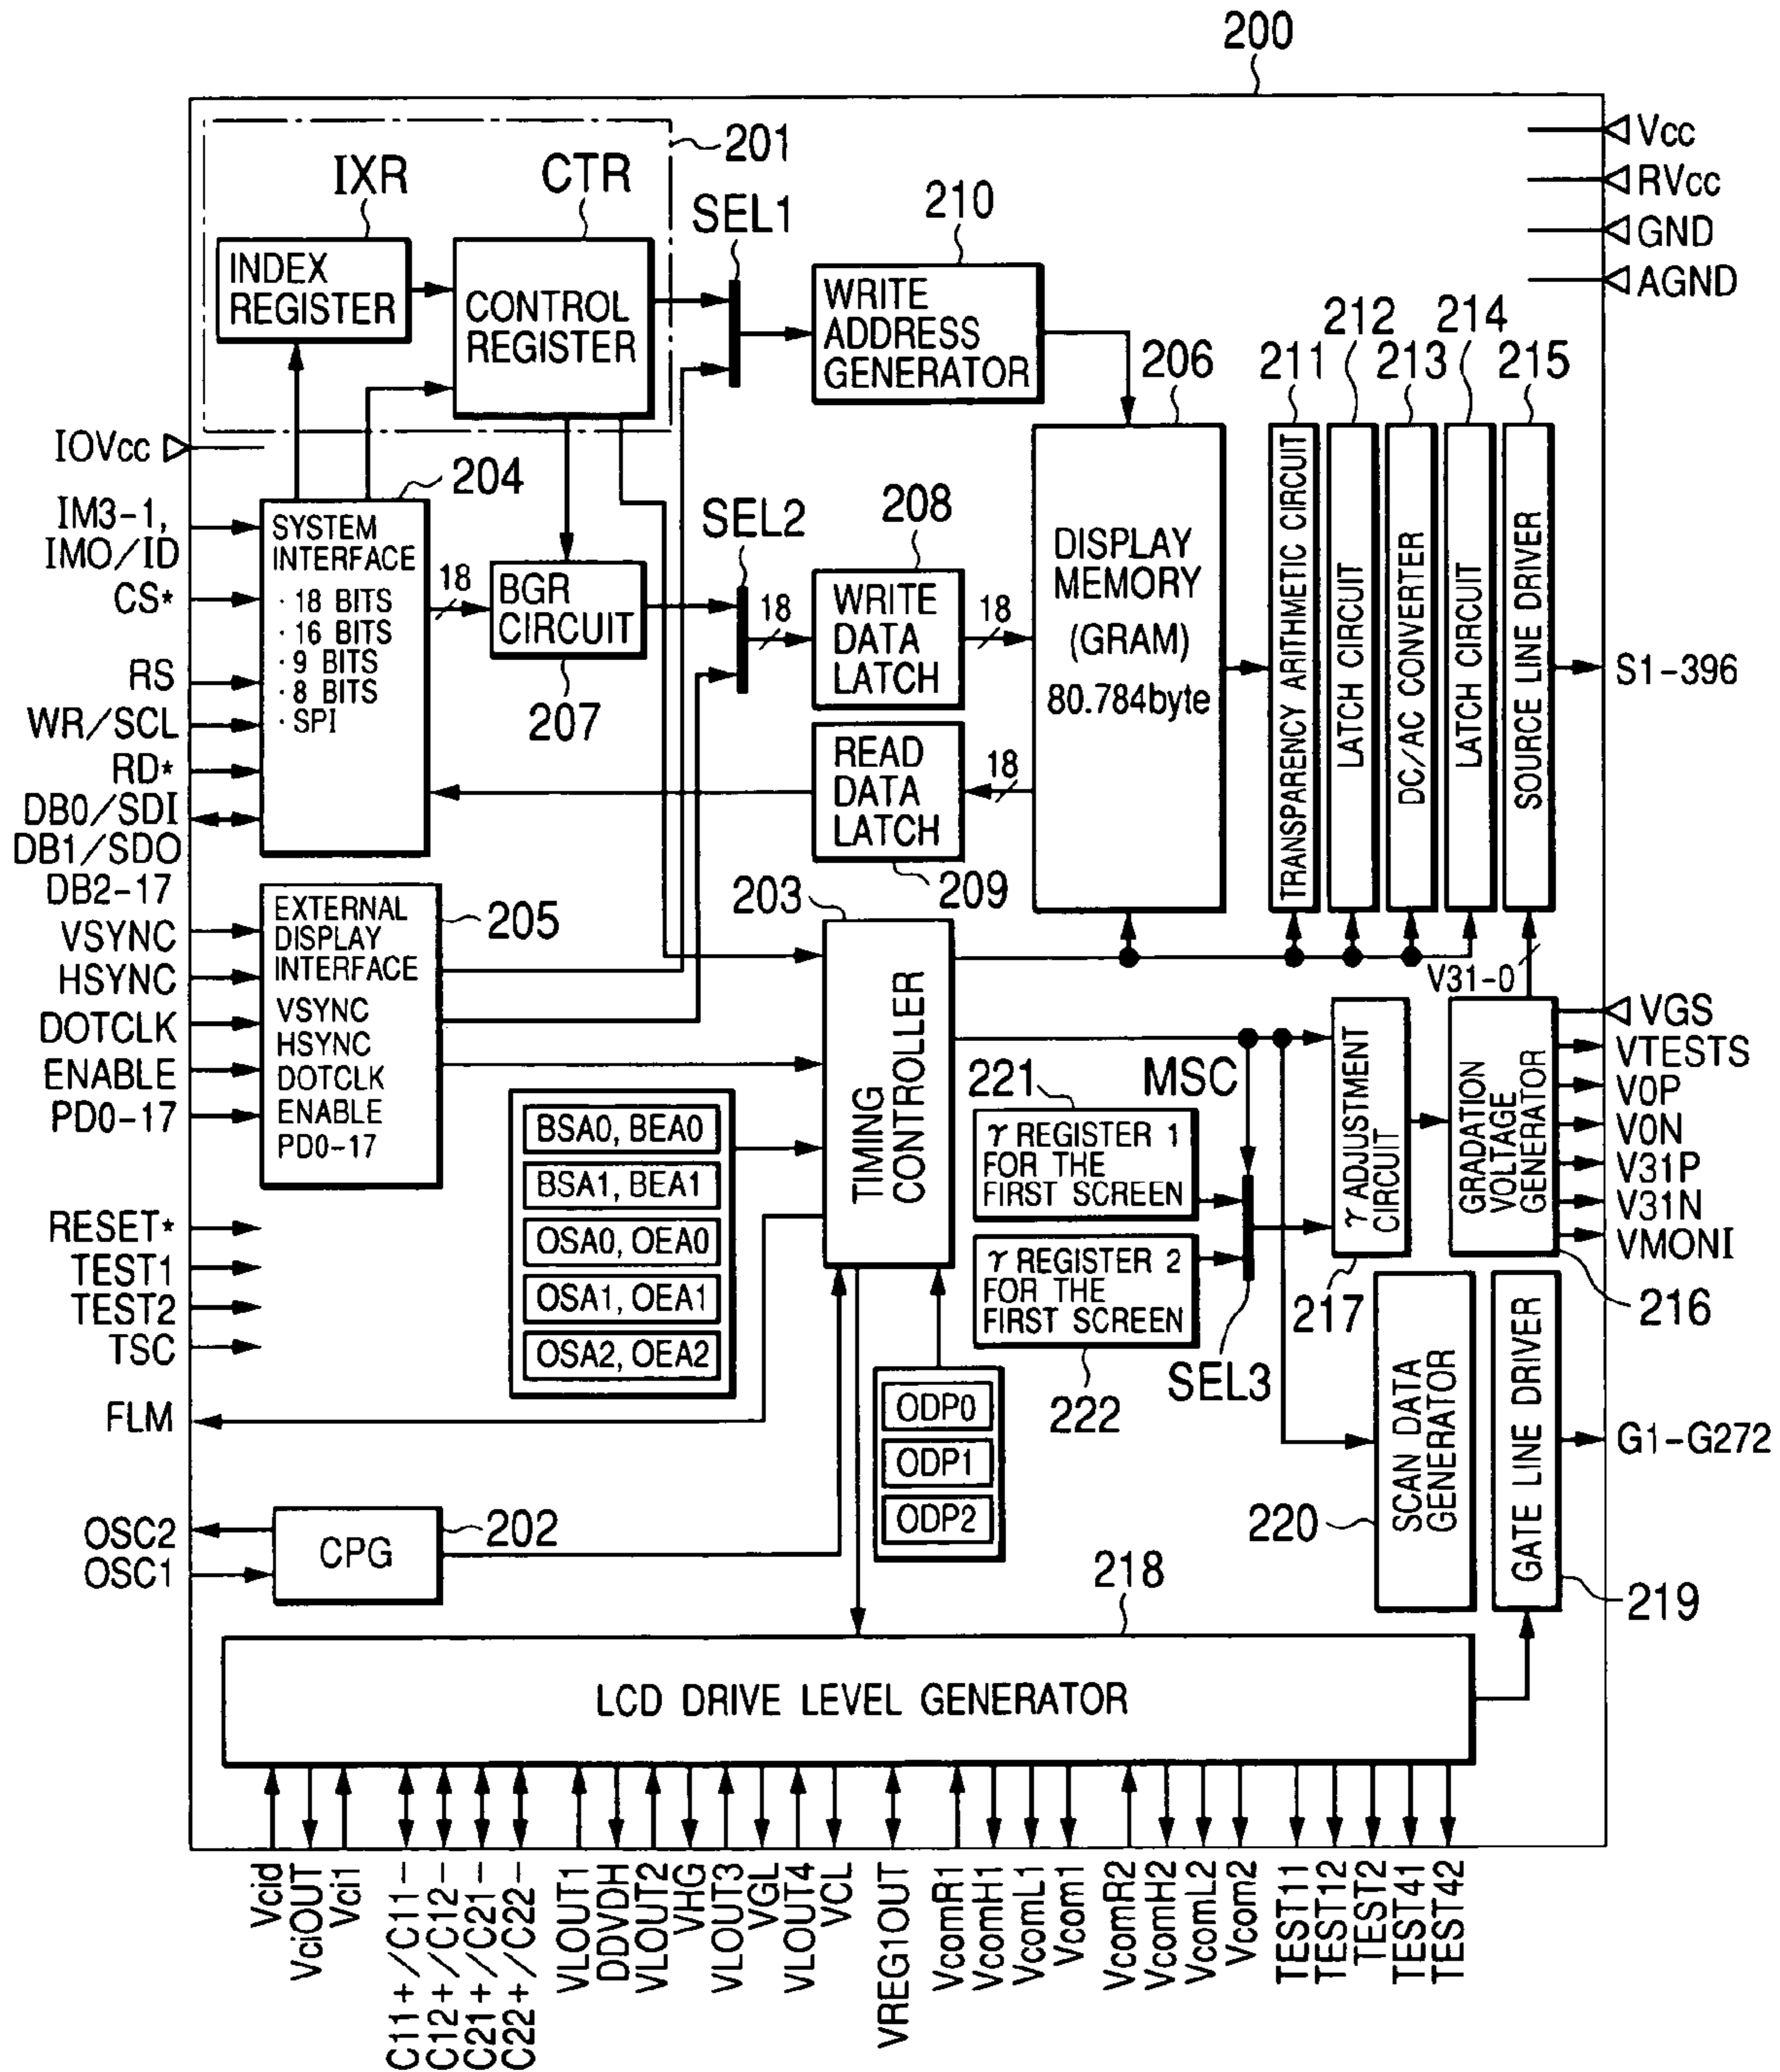 200
Vcc
RVcc
GND
AGND
201
IXR
CTR
INDEX
REGISTER
CONTROL
REGISTER
SEL1
210
WRITE
ADDRESS
GENERATOR
206
211
212
213
214
215
IOVcc
204
IM3-1,
IMO/ID
CS*
RS
WR/SCL
RD*
DB0/SDI
DB1/SDO
DB2-17
SYSTEM
INTERFACE
· 18 BITS
· 16 BITS
· 9 BITS
· 8 BITS
· SPI
18
BGR
CIRCUIT
207
SEL2
18
208
WRITE
DATA
LATCH
18
READ
DATA
LATCH
18
209
DISPLAY
MEMORY
(GRAM)
80.784byte
TRANSPARENCY ARITHMETIC CIRCUIT
LATCH CIRCUIT
DC/AC CONVERTER
LATCH CIRCUIT
SOURCE LINE DRIVER
S1-396
VSYNC
HSYNC
DOTCLK
ENABLE
PD0-17
205
EXTERNAL
DISPLAY
INTERFACE
VSYNC
HSYNC
DOTCLK
ENABLE
PD0-17
203
TIMING
CONTROLLER
BSA0, BEA0
BSA1, BEA1
OSA0, OEA0
OSA1, OEA1
OSA2, OEA2
V31-0
221
MSC
γ REGISTER 1
FOR THE
FIRST SCREEN
γ REGISTER 2
FOR THE
FIRST SCREEN
222
SEL3
γ ADJUSTMENT
CIRCUIT
217
GRADATION
VOLTAGE
GENERATOR
216
VGS
VTESTS
V0P
V0N
V31P
V31N
VMONI
RESET*
TEST1
TEST2
TSC
FLM
ODP0
ODP1
ODP2
SCAN DATA
GENERATOR
220
GATE LINE DRIVER
219
G1-G272
OSC2
OSC1
CPG
202
218
LCD DRIVE LEVEL GENERATOR
Vcid
VciOUT
Vci1
C11+/C11-
C12+/C12-
C21+/C21-
C22+/C22-
VLOUT1
DDVDH
VLOUT2
VHG
VLOUT3
VGL
VLOUT4
VCL
VREG1OUT
VcomR1
VcomH1
VcomL1
Vcom1
VcomR2
VcomH2
VcomL2
Vcom2
TEST11
TEST12
TEST2
TEST41
TEST42